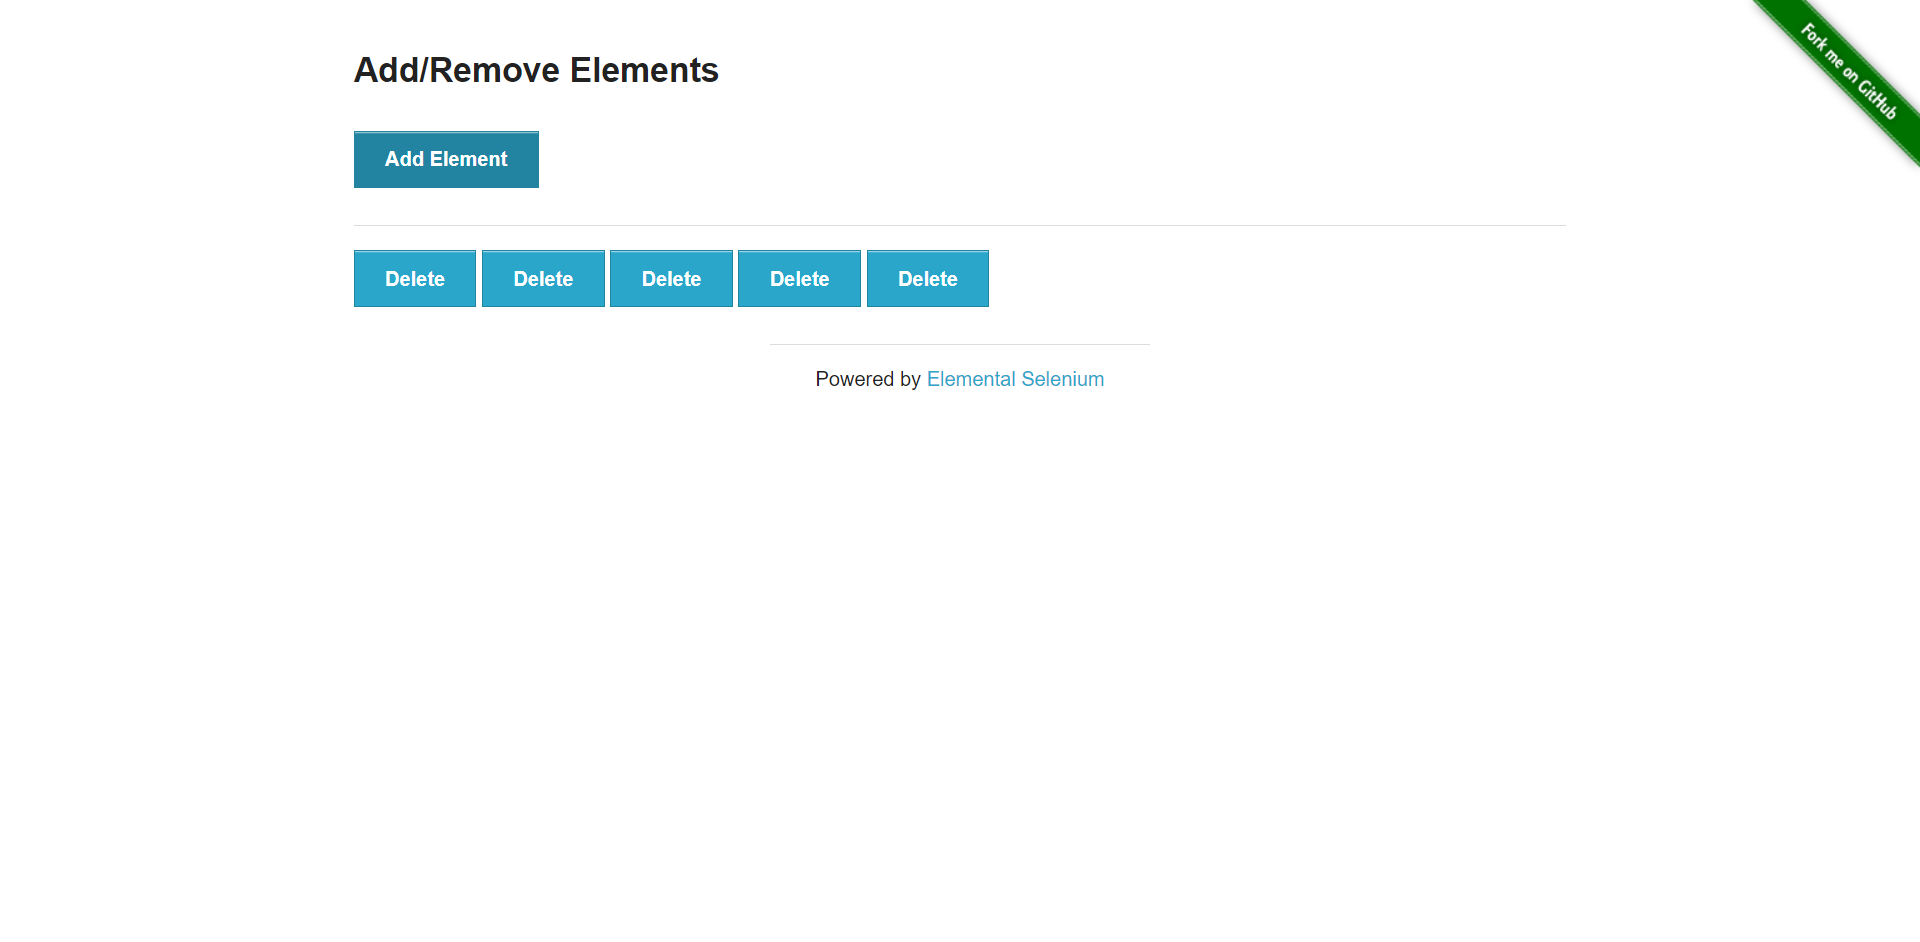 Add/Remove Elements
Fork me on GitHub
Add Element
Delete Delete Delete Delete Delete
Powered by Elemental Selenium